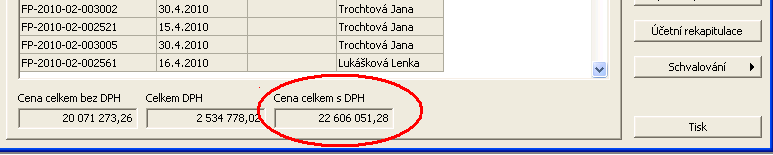 FP-2010-02-003002 30.4.2010 Trochtová Jana
FP-2010-02-002521 15.4.2010 Trochtová Jana
FP-2010-02-003005 30.4.2010 Trochtová Jana
FP-2010-02-002561 16.4.2010 Lukášková Lenka
Účetní rekapitulace
Schvalování
Cena celkem bez DPH Celkem DPH Cena celkem s DPH
20 071 273,26 2 534 778,02 22 606 051,28
Tisk